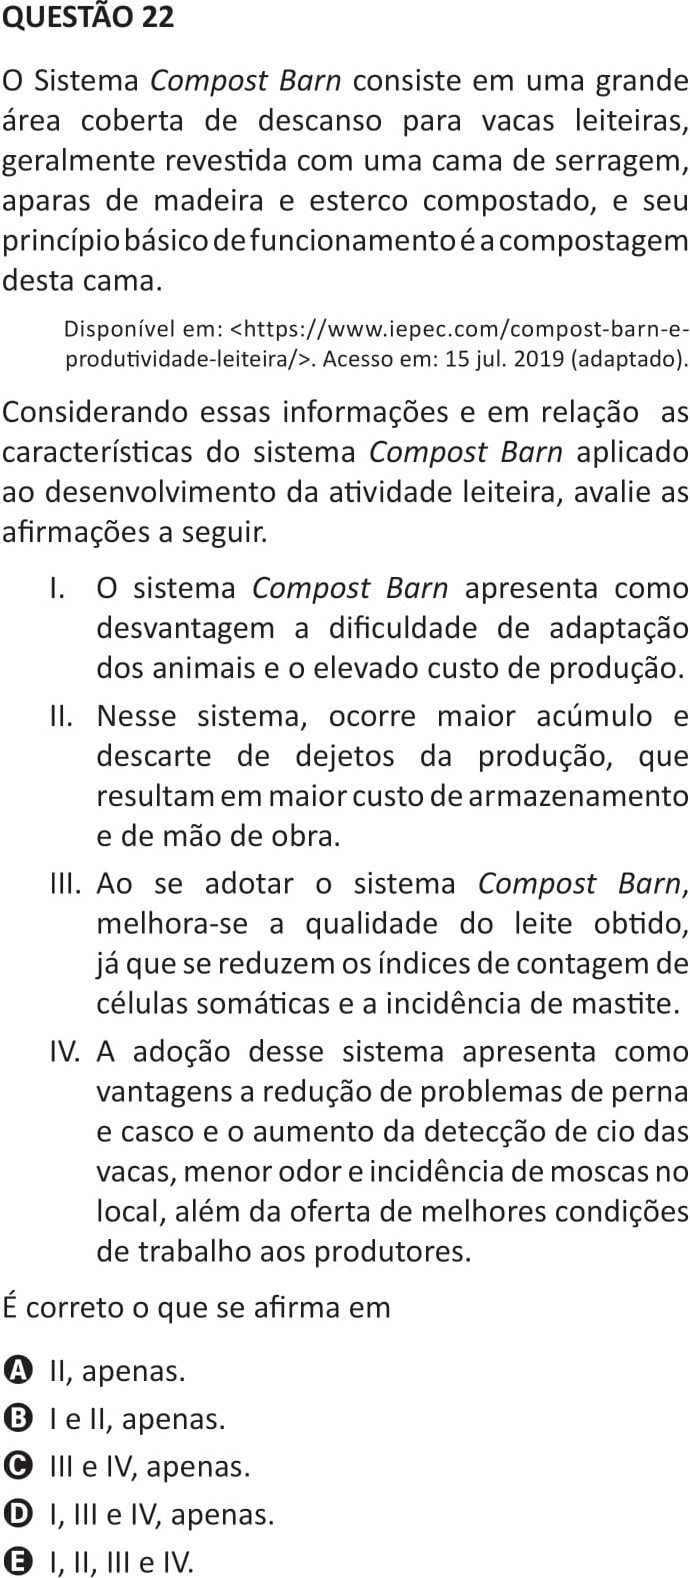 QUESTÃO 22
O Sistema Compost Barn consiste em uma grande
área coberta de descanso para vacas leiteiras,
geralmente revestida com uma cama de serragem,
aparas de madeira e esterco compostado, e seu
princípio básico de funcionamento é a compostagem
desta cama.
Disponível em: <https://www.iepec.com/compost-barn-e-
produtividade-leiteira/>. Acesso em: 15 jul. 2019 (adaptado).
Considerando essas informações e em relação as
características do sistema Compost Barn aplicado
ao desenvolvimento da atividade leiteira, avalie as
afirmações a seguir.
I. O sistema Compost Barn apresenta como
desvantagem a dificuldade de adaptação
dos animais e o elevado custo de produção.
II. Nesse sistema, ocorre maior acúmulo e
descarte de dejetos da produção, que
resultam em maior custo de armazenamento
e de mão de obra.
III. Ao se adotar o sistema Compost Barn,
melhora-se a qualidade do leite obtido,
já que se reduzem os índices de contagem de
células somáticas e a incidência de mastite.
IV. A adoção desse sistema apresenta como
vantagens a redução de problemas de perna
e casco e o aumento da detecção de cio das
vacas, menor odor e incidência de moscas no
local, além da oferta de melhores condições
de trabalho aos produtores.
É correto o que se afirma em
A II, apenas.
B I e II, apenas.
C III e IV, apenas.
D I, III e IV, apenas.
E I, II, III e IV.